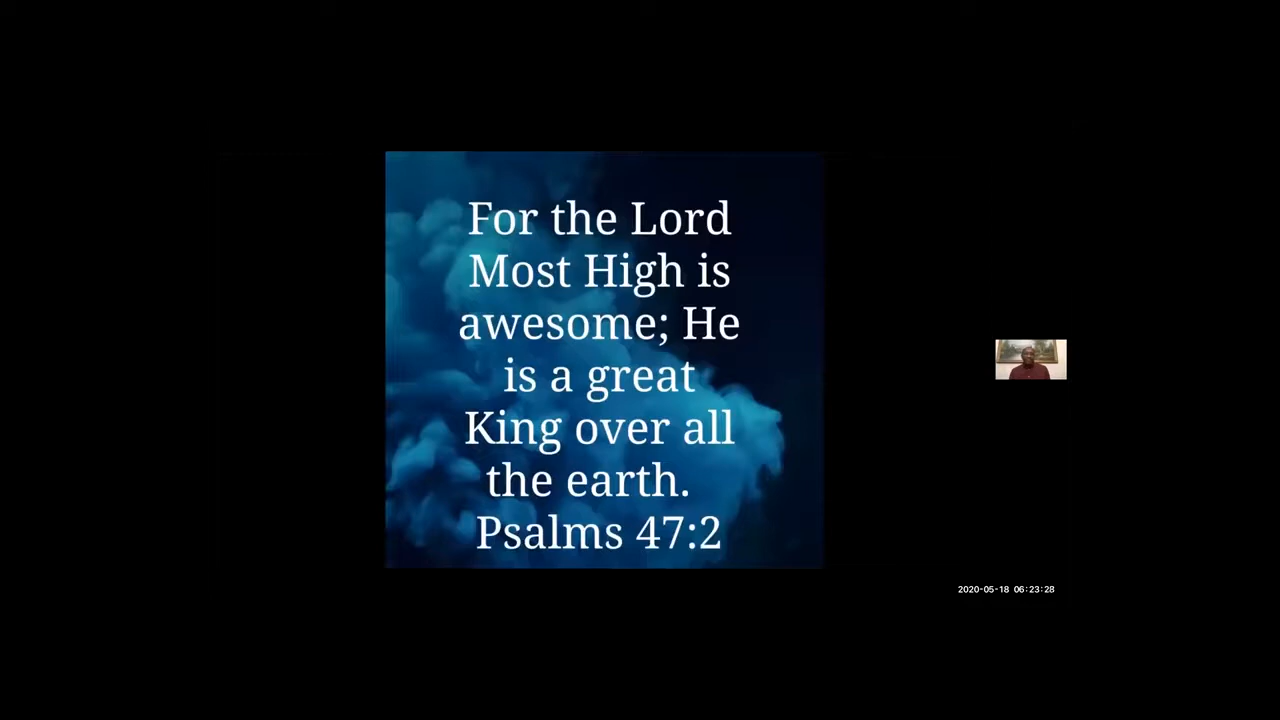 For the Lord
Most High is
awesome; He
is a great
King over all
the earth.
Psalms 47:2
2020-05-18 06:23:28